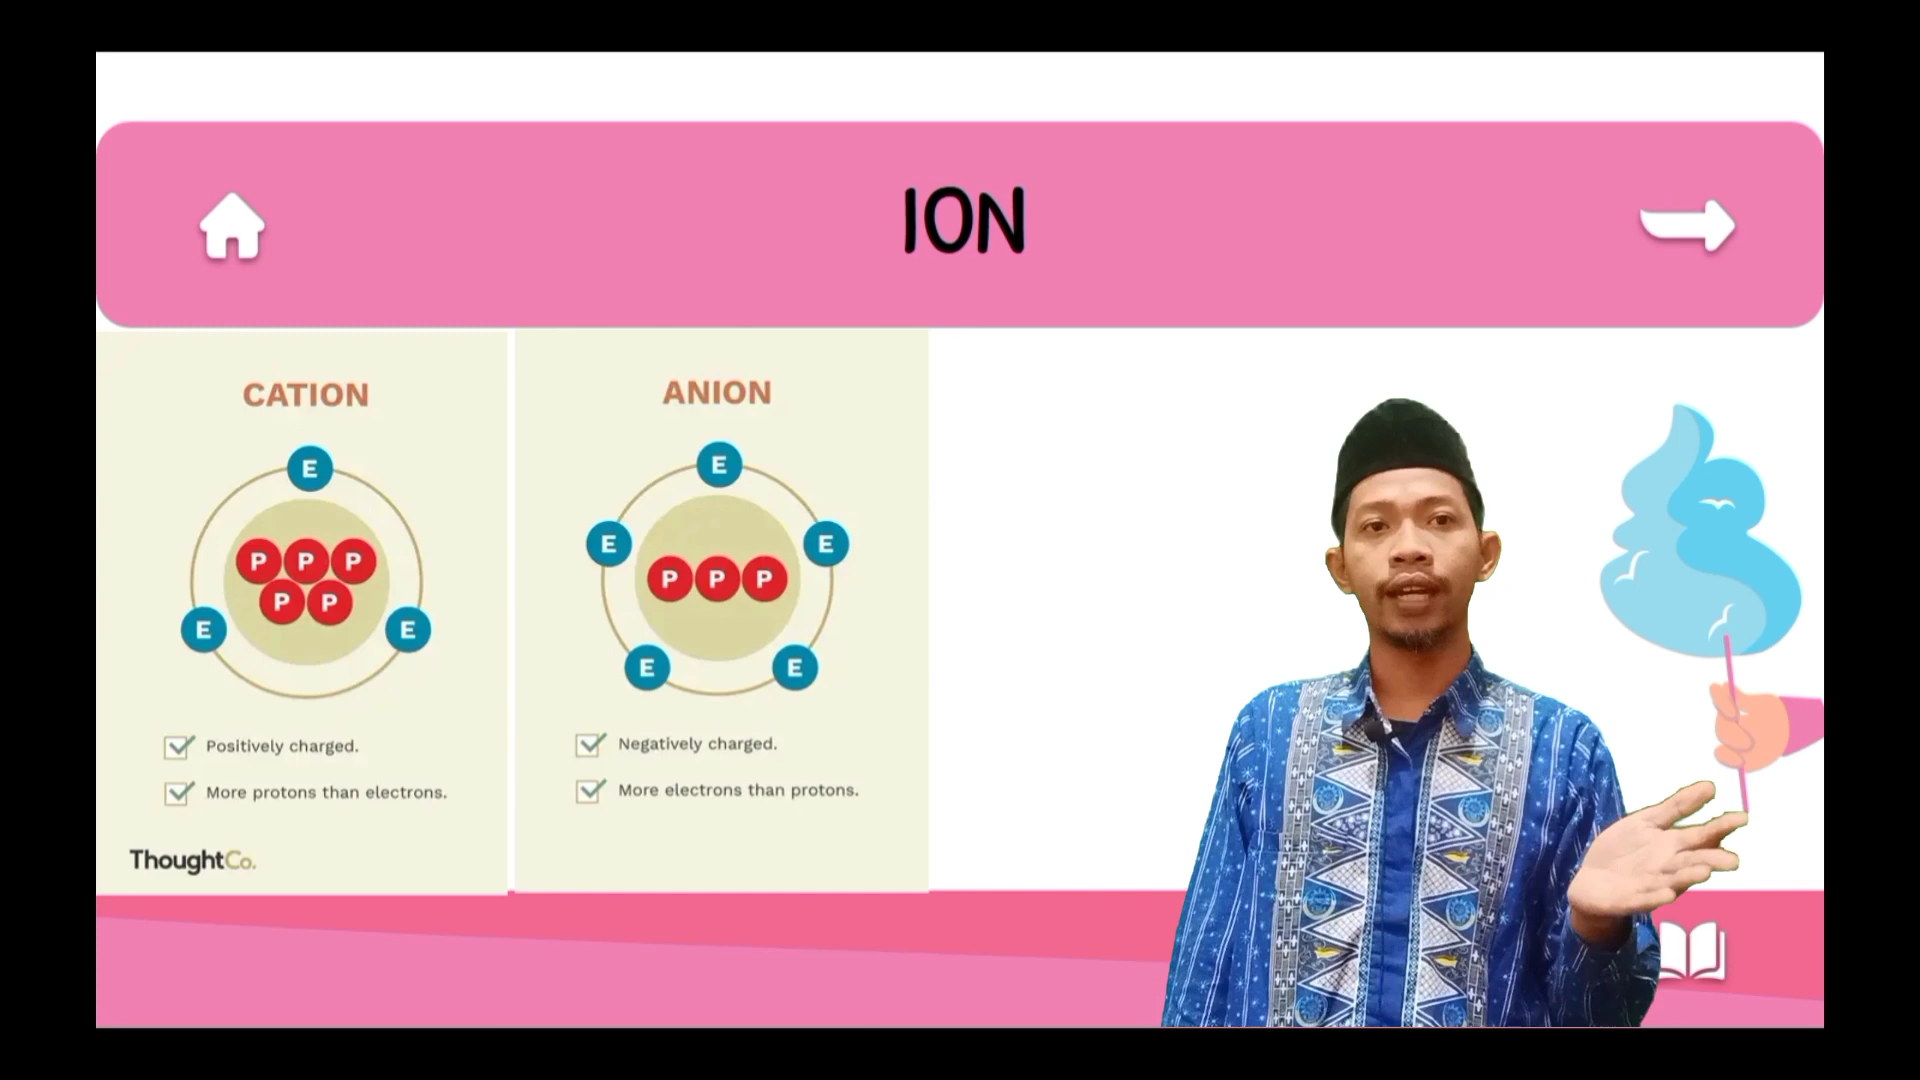 ION
CATION
E
P P P
P P
E E
Positively charged.
More protons than electrons.
ThoughtCo.
ANION
E
E E
P P P
E E
Negatively charged.
More electrons than protons.